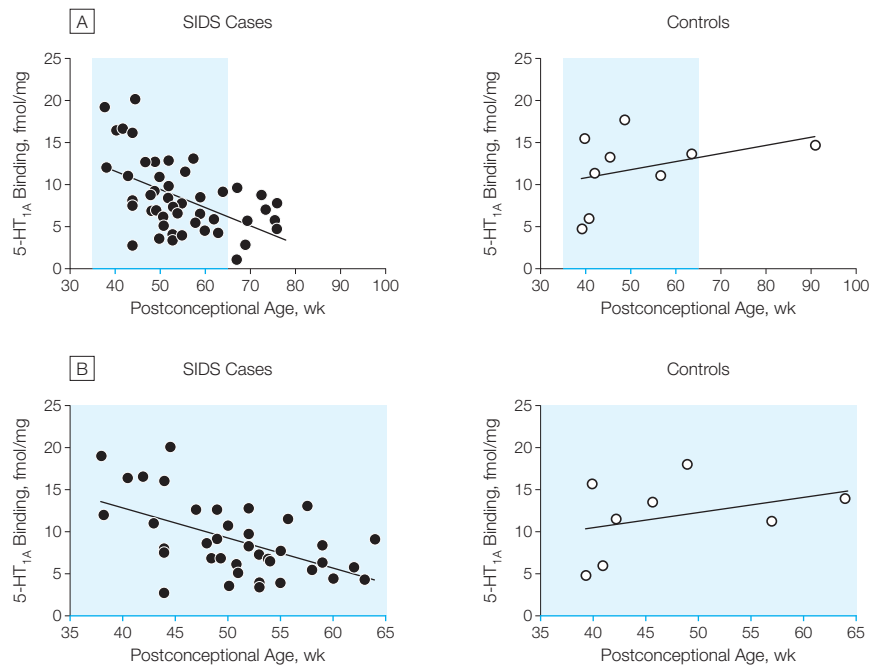 A
SIDS Cases
Controls
5-HT1A Binding, fmol/mg
25
20
15
10
5
0
30 40 50 60 70 80 90 100
Postconceptional Age, wk
5-HT1A Binding, fmol/mg
25
20
15
10
5
0
30 40 50 60 70 80 90 100
Postconceptional Age, wk
B
SIDS Cases
Controls
5-HT1A Binding, fmol/mg
25
20
15
10
5
0
35 40 45 50 55 60 65
Postconceptional Age, wk
5-HT1A Binding, fmol/mg
25
20
15
10
5
0
35 40 45 50 55 60 65
Postconceptional Age, wk